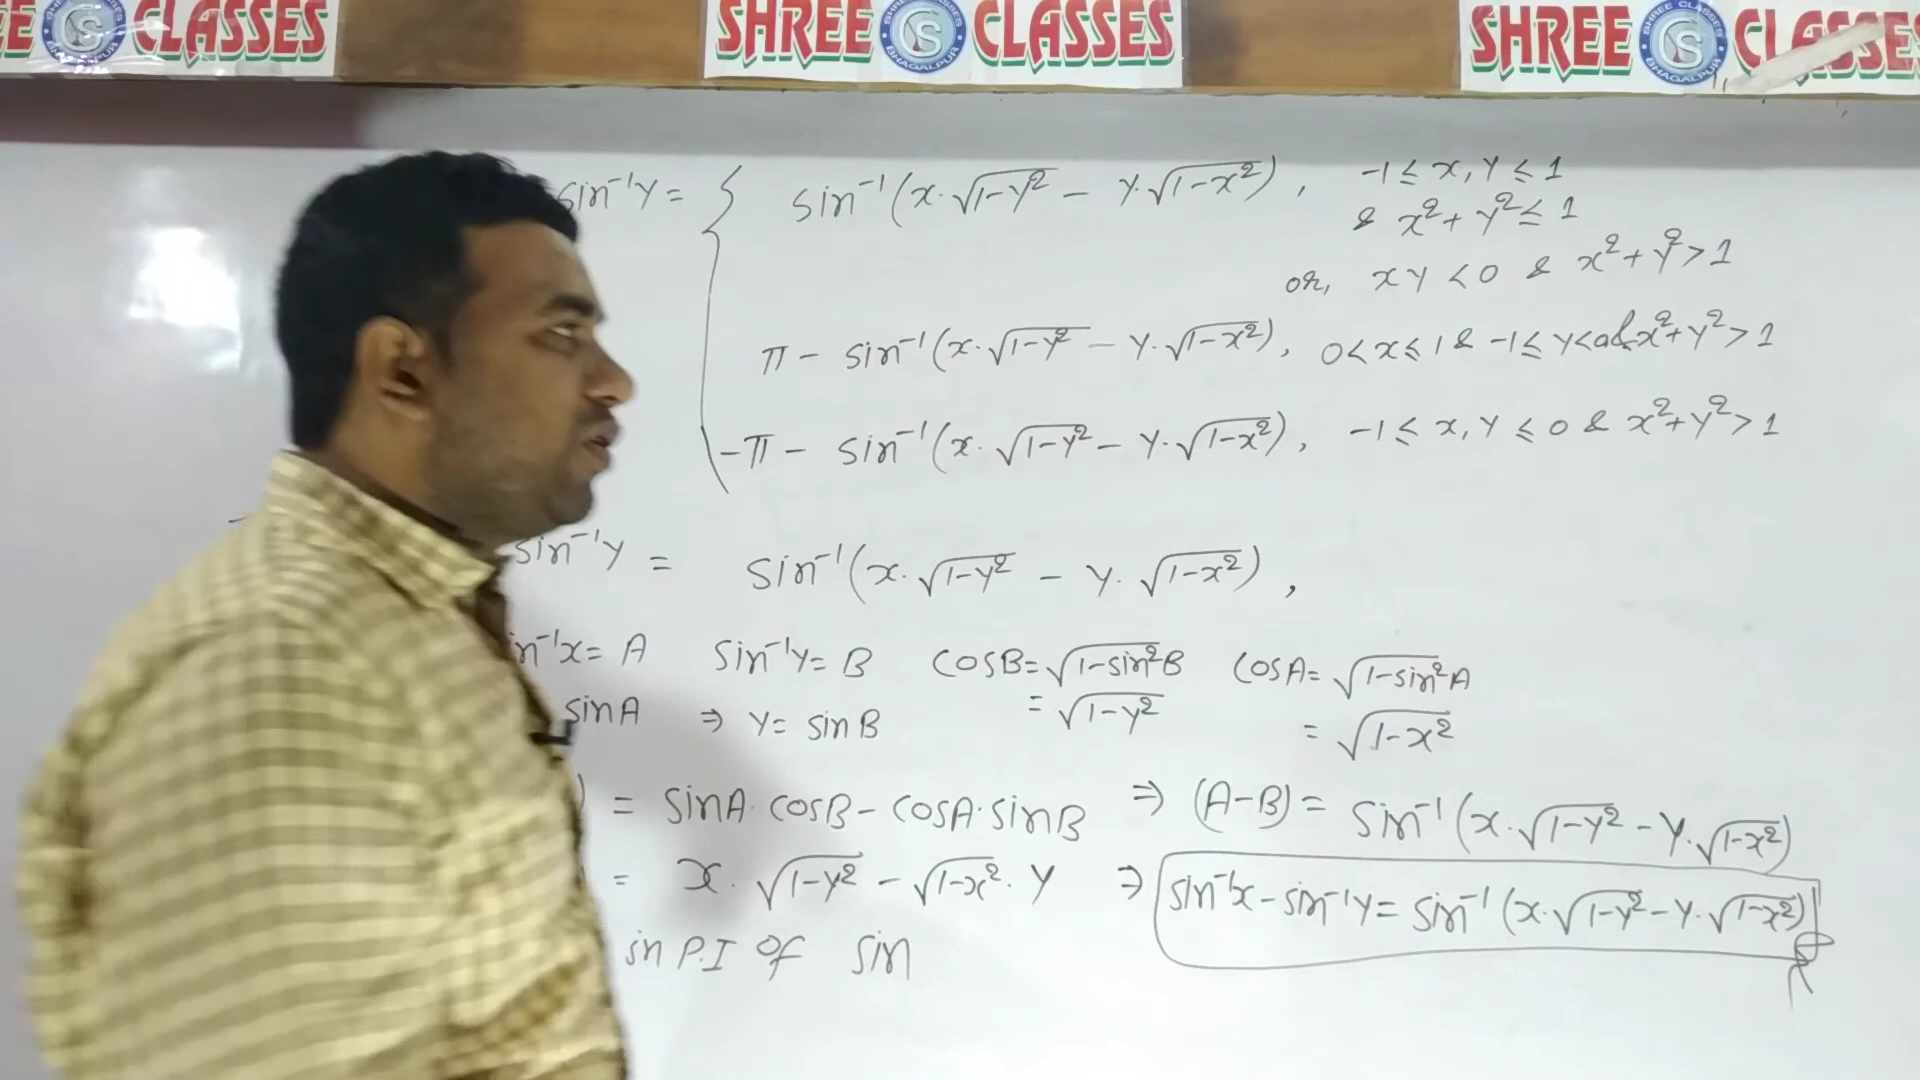 EE CLASSES SHREE CLASSES SHREE CLASSES
SHREE CLASSES BHAGALPUR
sin⁻¹y = { sin⁻¹(x.√1-y² - y.√1-x²), -1 ≤ x, y ≤ 1
& x² + y² ≤ 1
or, xy < 0 & x² + y² > 1
π - sin⁻¹(x.√1-y² - y.√1-x²), 0 < x ≤ 1 & -1 ≤ y < 0 & x² + y² > 1
-π - sin⁻¹(x.√1-y² - y.√1-x²), -1 ≤ x, y ≤ 0 & x² + y² > 1
sin⁻¹y = sin⁻¹(x.√1-y² - y.√1-x²),
n⁻¹x = A sin⁻¹y = B cosB = √1-sin²B cosA = √1-sin²A
sinA ⇒ y = sinB = √1-y² = √1-x²
) = sinA.cosB - cosA.sinB ⇒ (A-B) = sin⁻¹(x.√1-y² - y.√1-x²)
= x.√1-y² - √1-x².y ⇒ sin⁻¹x - sin⁻¹y = sin⁻¹(x.√1-y² - y.√1-x²)
in P.I of sin